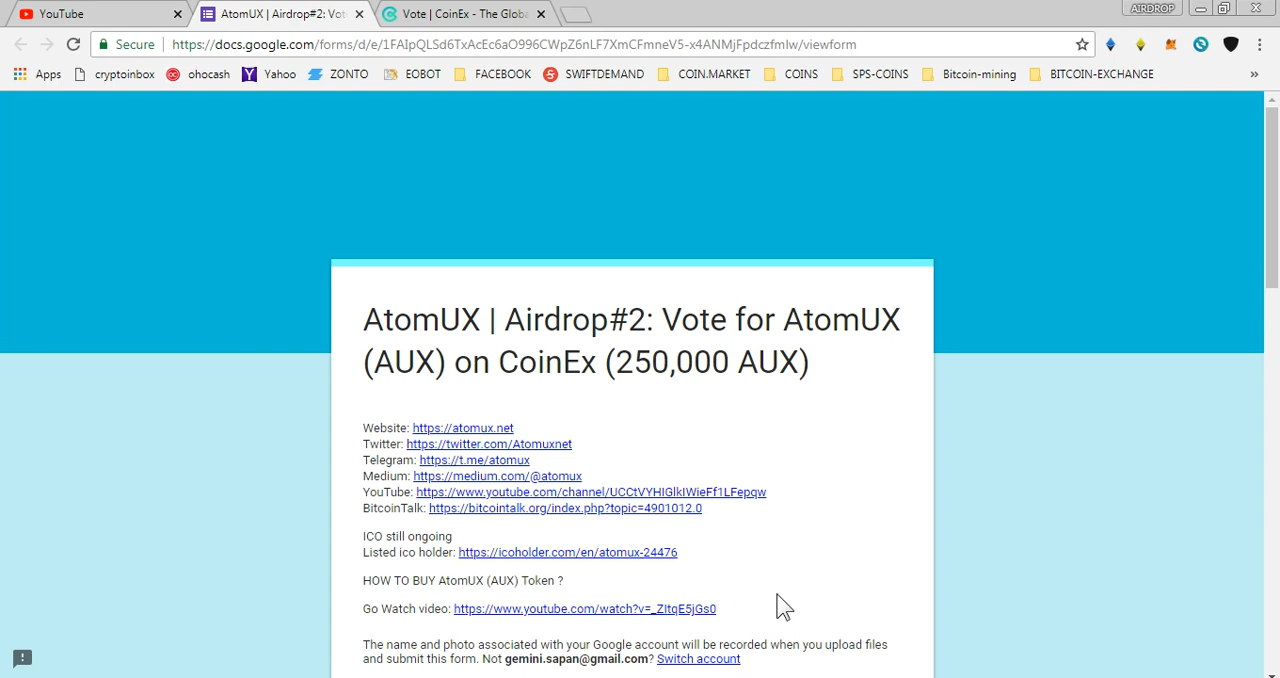 YouTube
AtomUX | Airdrop#2: Vot
Vote | CoinEx - The Globa
AIRDROP
Secure
https://docs.google.com/forms/d/e/1FAIpQLSd6TxAcEc6aO996CWpZ6nLF7XmCFmneV5-x4ANMjFpdczfmIw/viewform
Apps
cryptoinbox
ohocash
Yahoo
ZONTO
EOBOT
FACEBOOK
SWIFTDEMAND
COIN.MARKET
COINS
SPS-COINS
Bitcoin-mining
BITCOIN-EXCHANGE
AtomUX | Airdrop#2: Vote for AtomUX
(AUX) on CoinEx (250,000 AUX)
Website: https://atomux.net
Twitter: https://twitter.com/Atomuxnet
Telegram: https://t.me/atomux
Medium: https://medium.com/@atomux
YouTube: https://www.youtube.com/channel/UCCtVYHIGlkIWieFf1LFepqw
BitcoinTalk: https://bitcointalk.org/index.php?topic=4901012.0
ICO still ongoing
Listed ico holder: https://icoholder.com/en/atomux-24476
HOW TO BUY AtomUX (AUX) Token ?
Go Watch video: https://www.youtube.com/watch?v=_ZItqE5jGs0
The name and photo associated with your Google account will be recorded when you upload files
and submit this form. Not gemini.sapan@gmail.com? Switch account